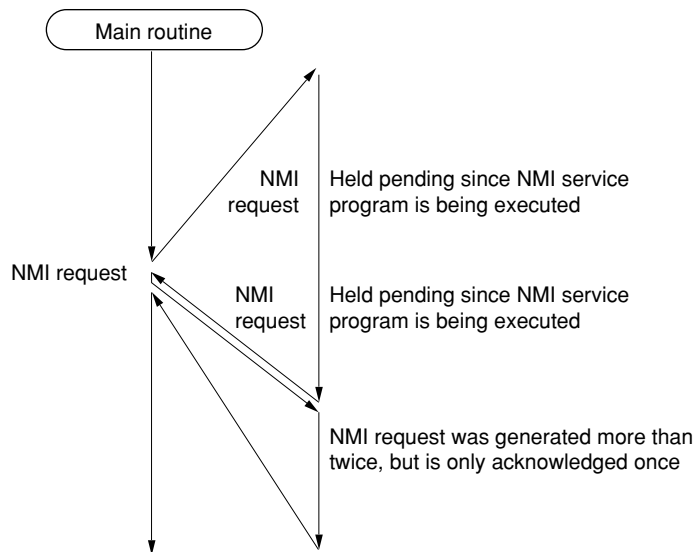 Main routine
NMI
request
Held pending since NMI service
program is being executed
NMI request
NMI
request
Held pending since NMI service
program is being executed
NMI request was generated more than
twice, but is only acknowledged once